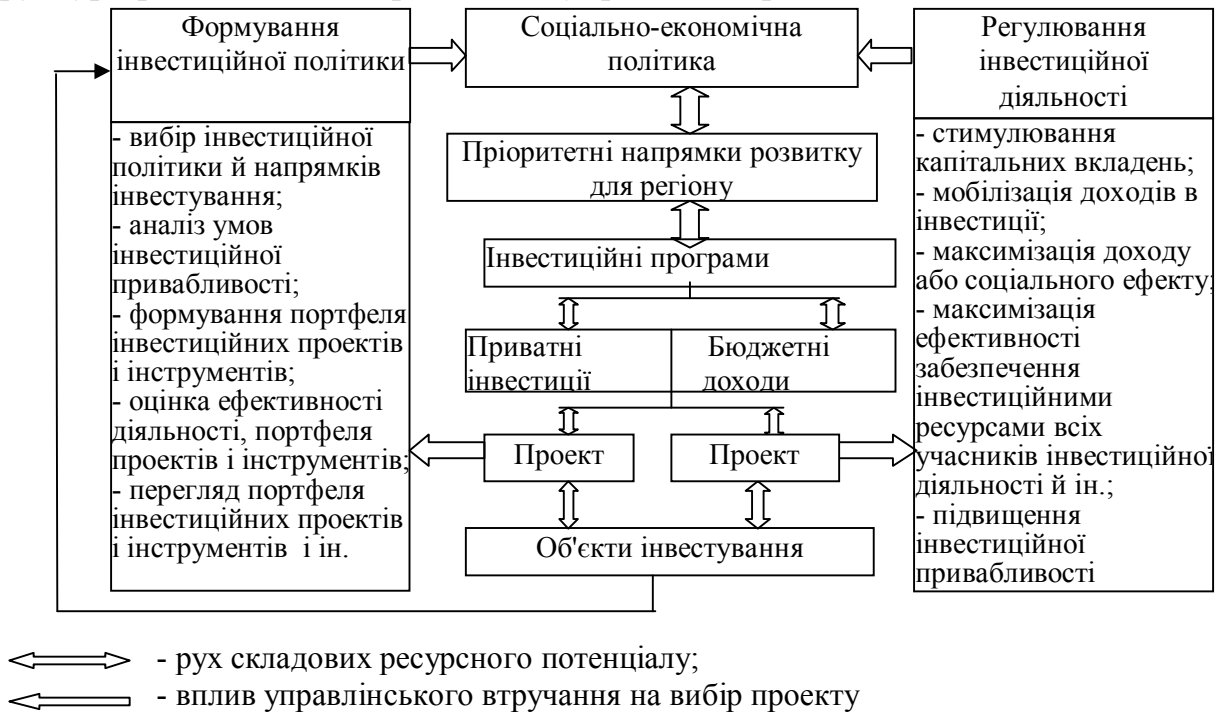 Формування
інвестиційної політики
- вибір інвестиційної
політики й напрямків
інвестування;
- аналіз умов
інвестиційної
привабливості;
- формування портфеля
інвестиційних проектів
і інструментів;
- оцінка ефективності
діяльності, портфеля
проектів і інструментів;
- перегляд портфеля
інвестиційних проектів
і інструментів і ін.
Соціально-економічна
політика
Пріоритетні напрямки розвитку
для регіону
Інвестиційні програми
Приватні
інвестиції
Бюджетні
доходи
Проект
Проект
Об'єкти інвестування
Регулювання
інвестиційної
діяльності
- стимулювання
капітальних вкладень;
- мобілізація доходів в
інвестиції;
- максимізація доходу
або соціального ефекту;
- максимізація
ефективності
забезпечення
інвестиційними
ресурсами всіх
учасників інвестиційної
діяльності й ін.;
- підвищення
інвестиційної
привабливості
- рух складових ресурсного потенціалу;
- вплив управлінського втручання на вибір проекту